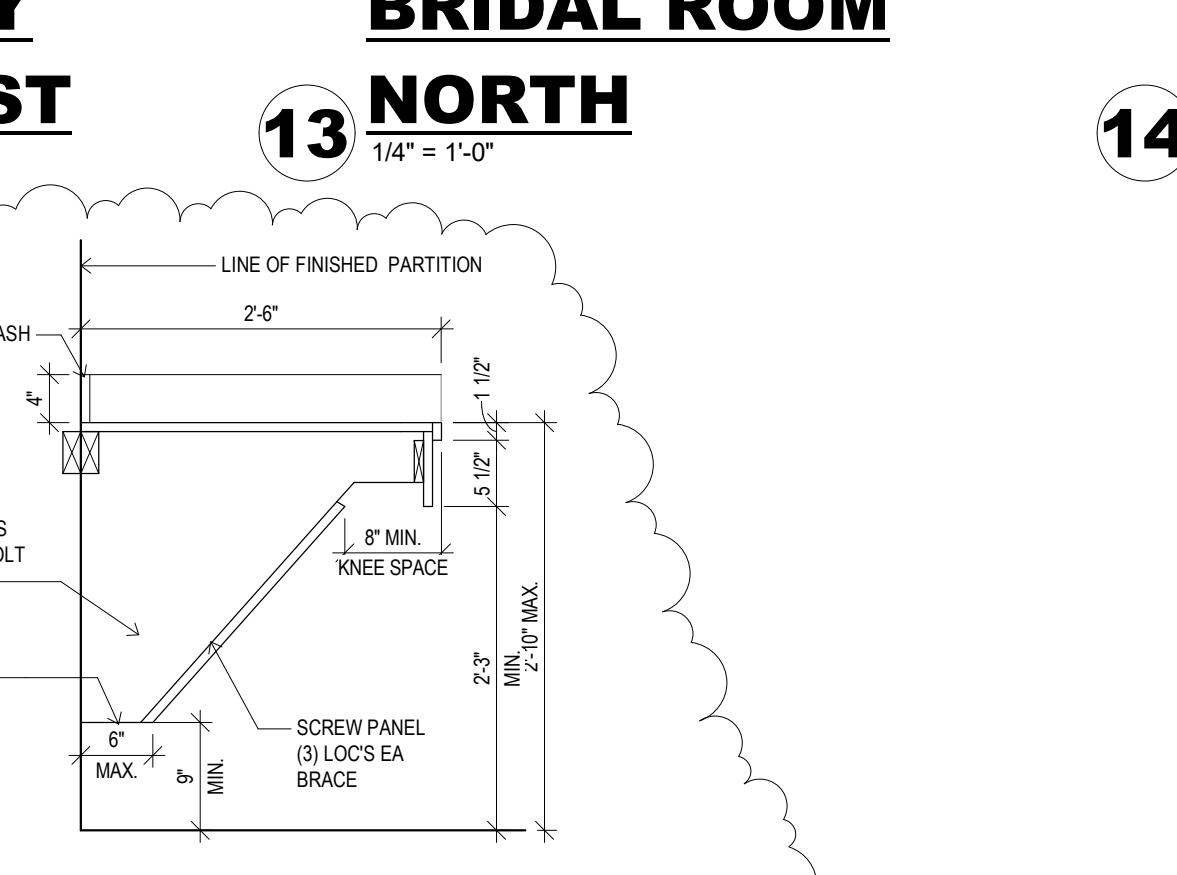 Y
BRIDAL ROOM
ST
13
NORTH
14
1/4" = 1'-0"
LINE OF FINISHED PARTITION
2'-6"
ASH
1 1/2"
4"
5 1/2"
S
OLT
8" MIN.
KNEE SPACE
2'-10" MAX.
2'-3"
MIN.
SCREW PANEL
(3) LOC'S EA
BRACE
6"
MAX.
9"
MIN.